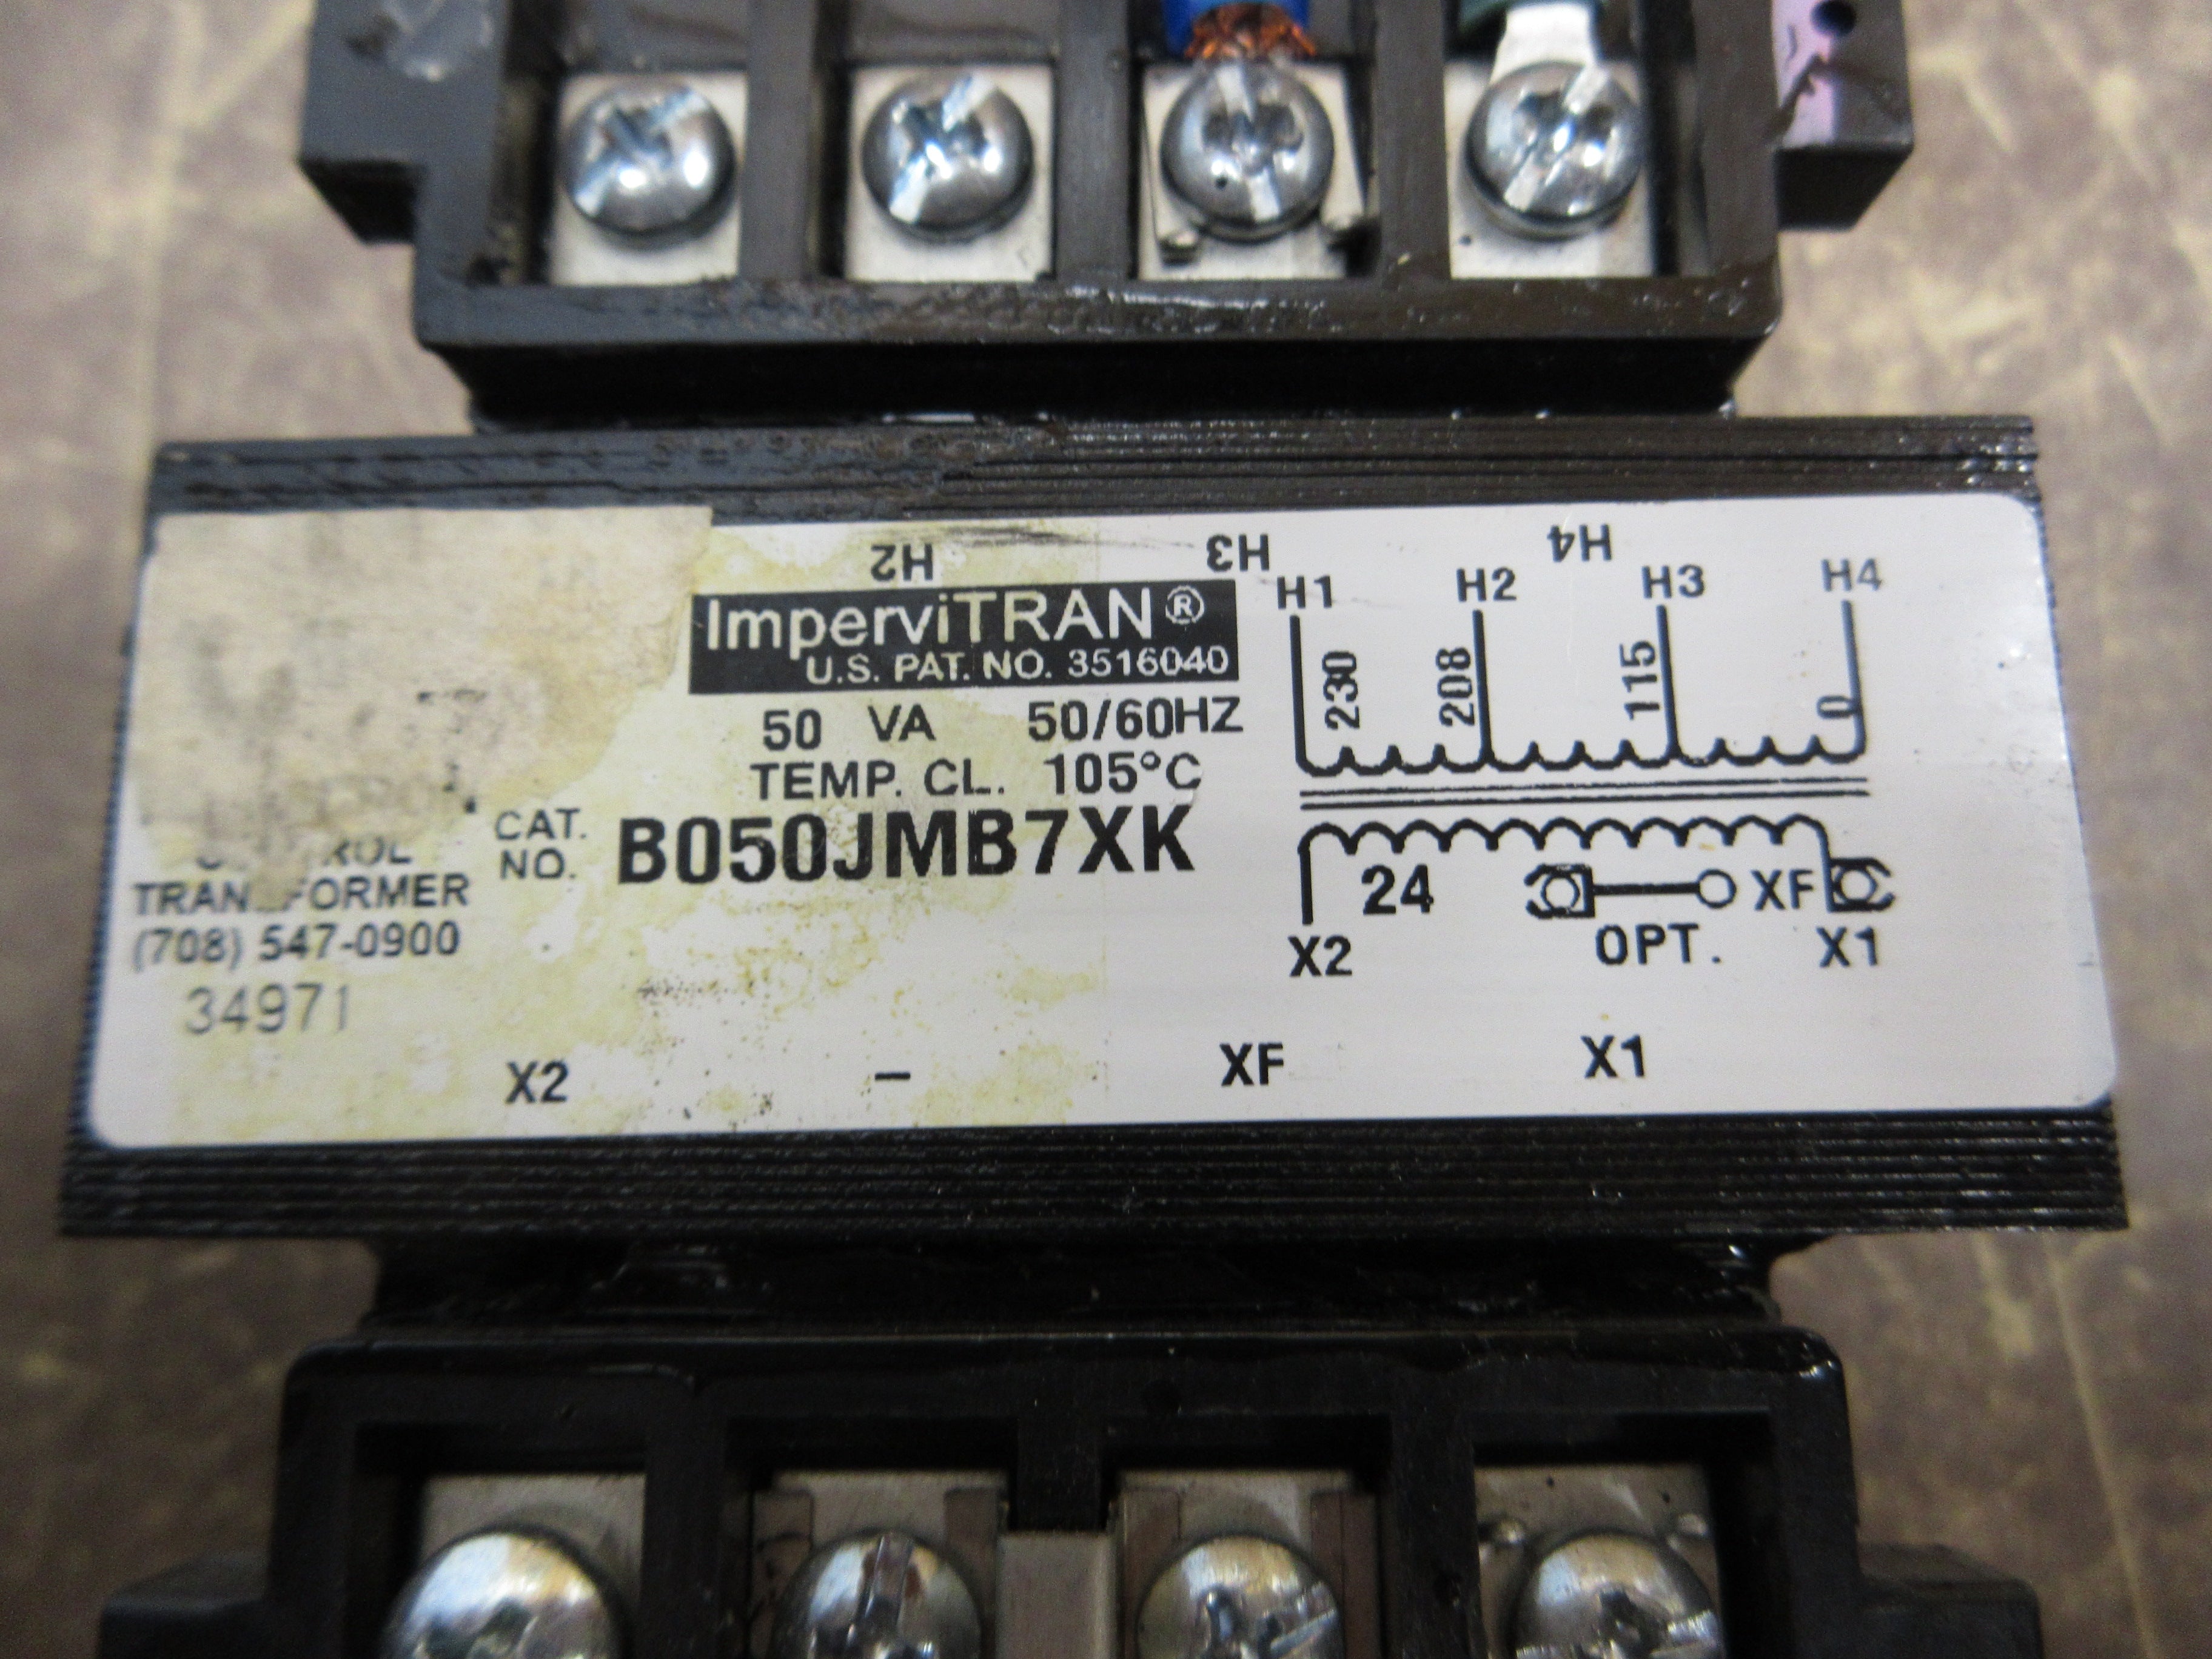 H2 H3 H4
ImperviTRAN®
U.S. PAT. NO. 3516040
50 VA 50/60HZ
TEMP. CL. 105°C
CAT. NO. B050JMB7XK
(708) 547-0900
34971
H1 H2 H3 H4
230 208 115 0
24 XF
X2 OPT. X1
X2 – XF X1